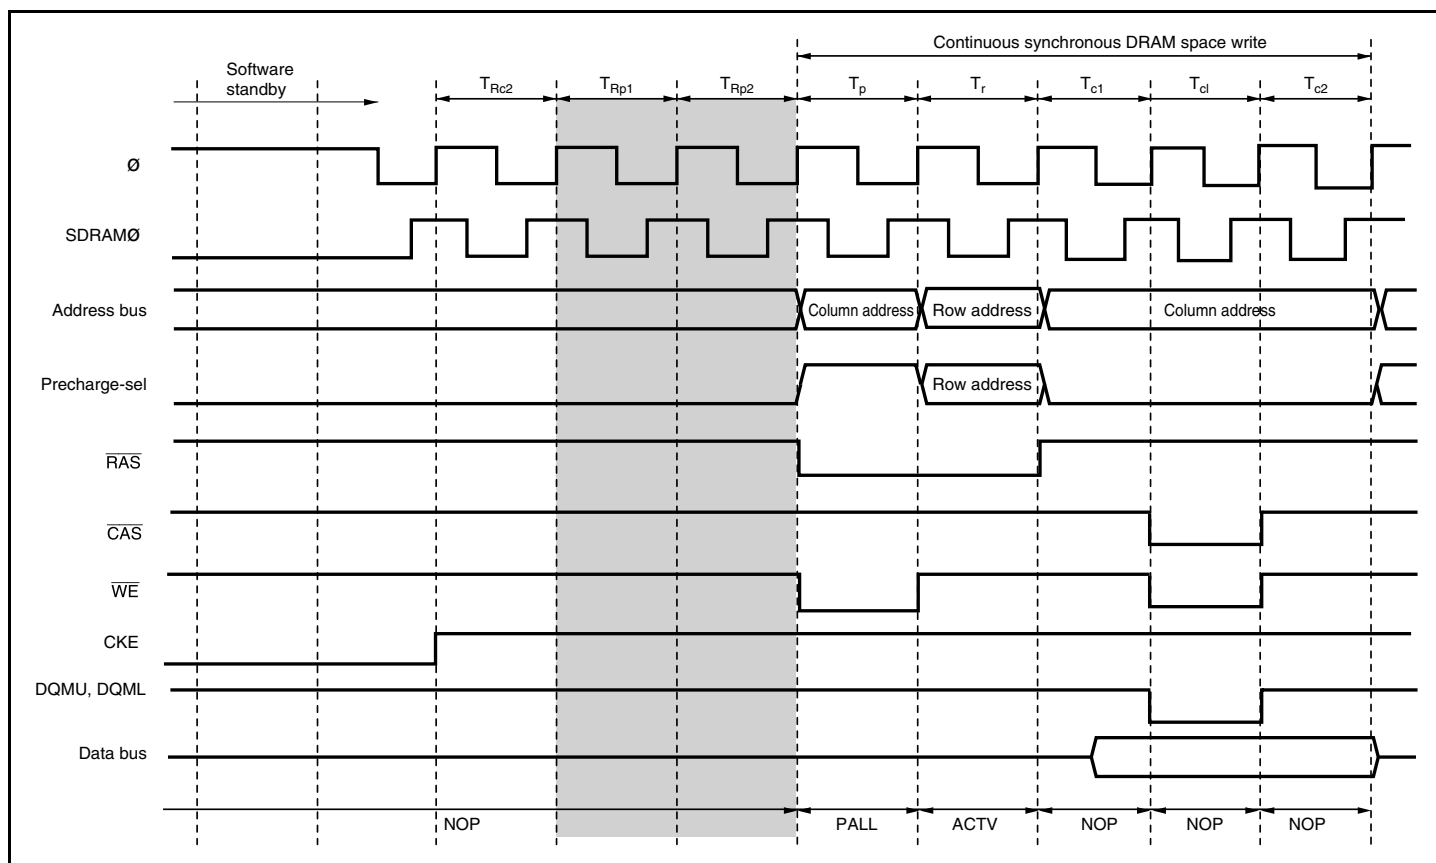 Continuous synchronous DRAM space write
Software
standby
TRc2 TRp1 TRp2 Tp Tr Tc1 Tcl Tc2
ø
SDRAMø
Address bus Column address Row address Column address
Precharge-sel Row address
RAS
CAS
WE
CKE
DQMU, DQML
Data bus
NOP PALL ACTV NOP NOP NOP